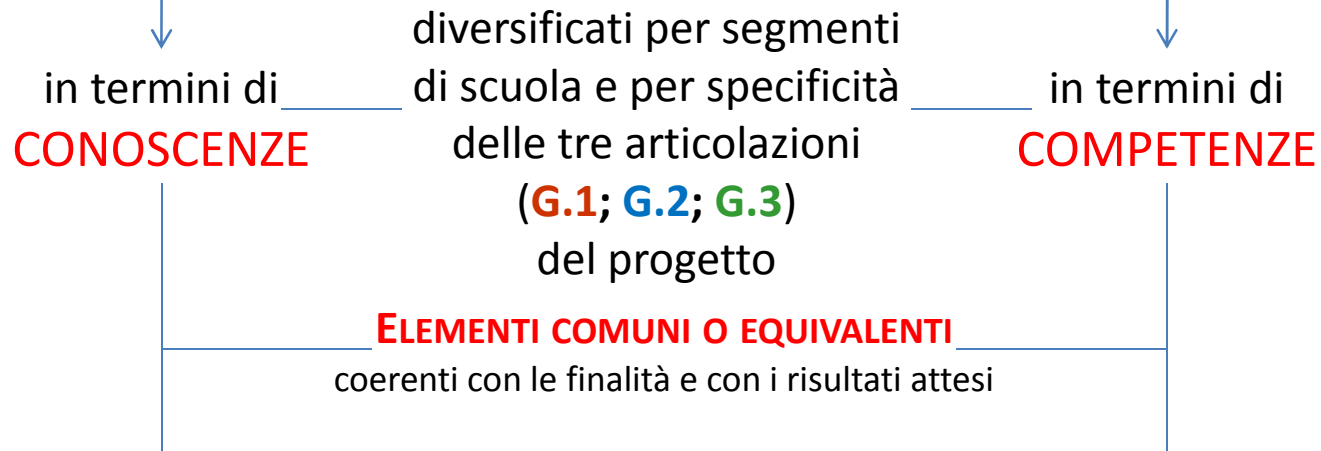 diversificati per segmenti
in termini di di scuola e per specificità in termini di
CONOSCENZE delle tre articolazioni COMPETENZE
(G.1; G.2; G.3)
del progetto
ELEMENTI COMUNI O EQUIVALENTI
coerenti con le finalità e con i risultati attesi